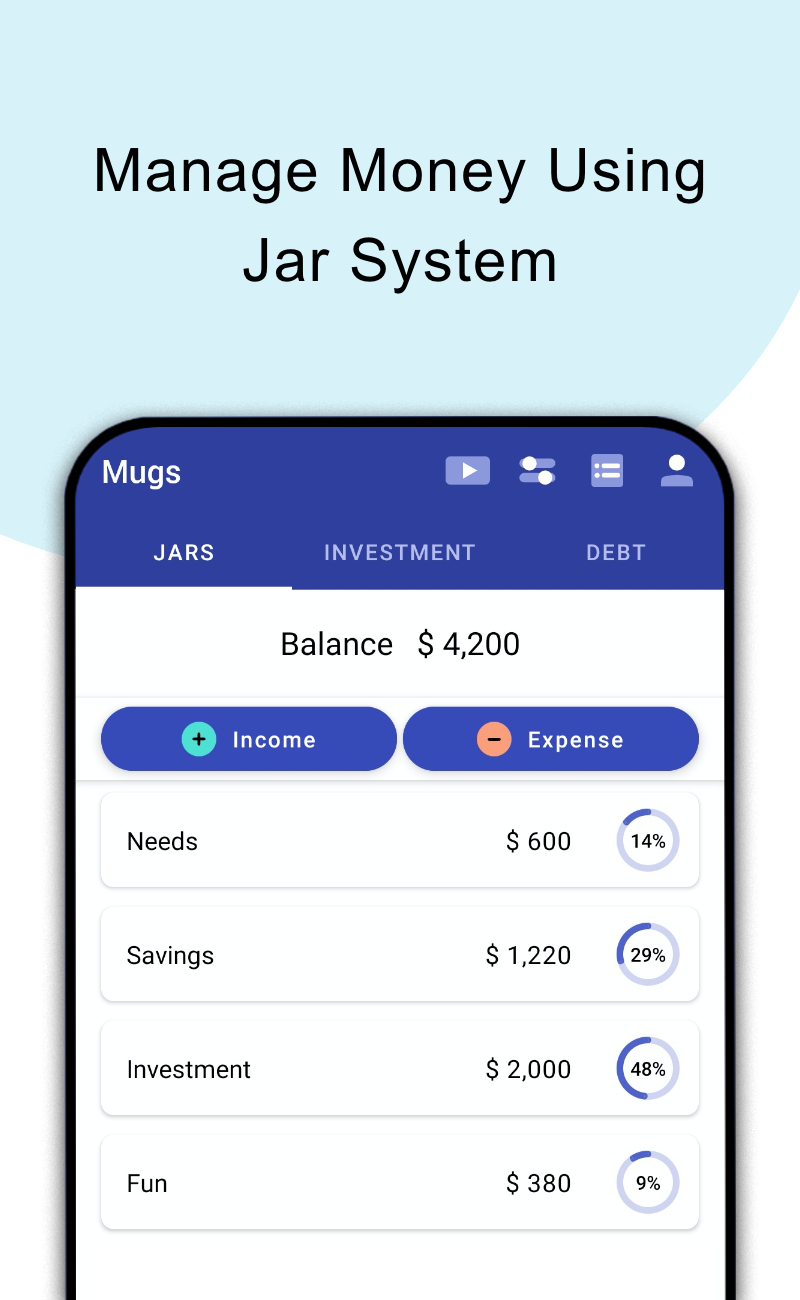 Manage Money Using
Jar System
Mugs
JARS INVESTMENT DEBT
Balance $ 4,200
+ Income − Expense
Needs $ 600 14%
Savings $ 1,220 29%
Investment $ 2,000 48%
Fun $ 380 9%